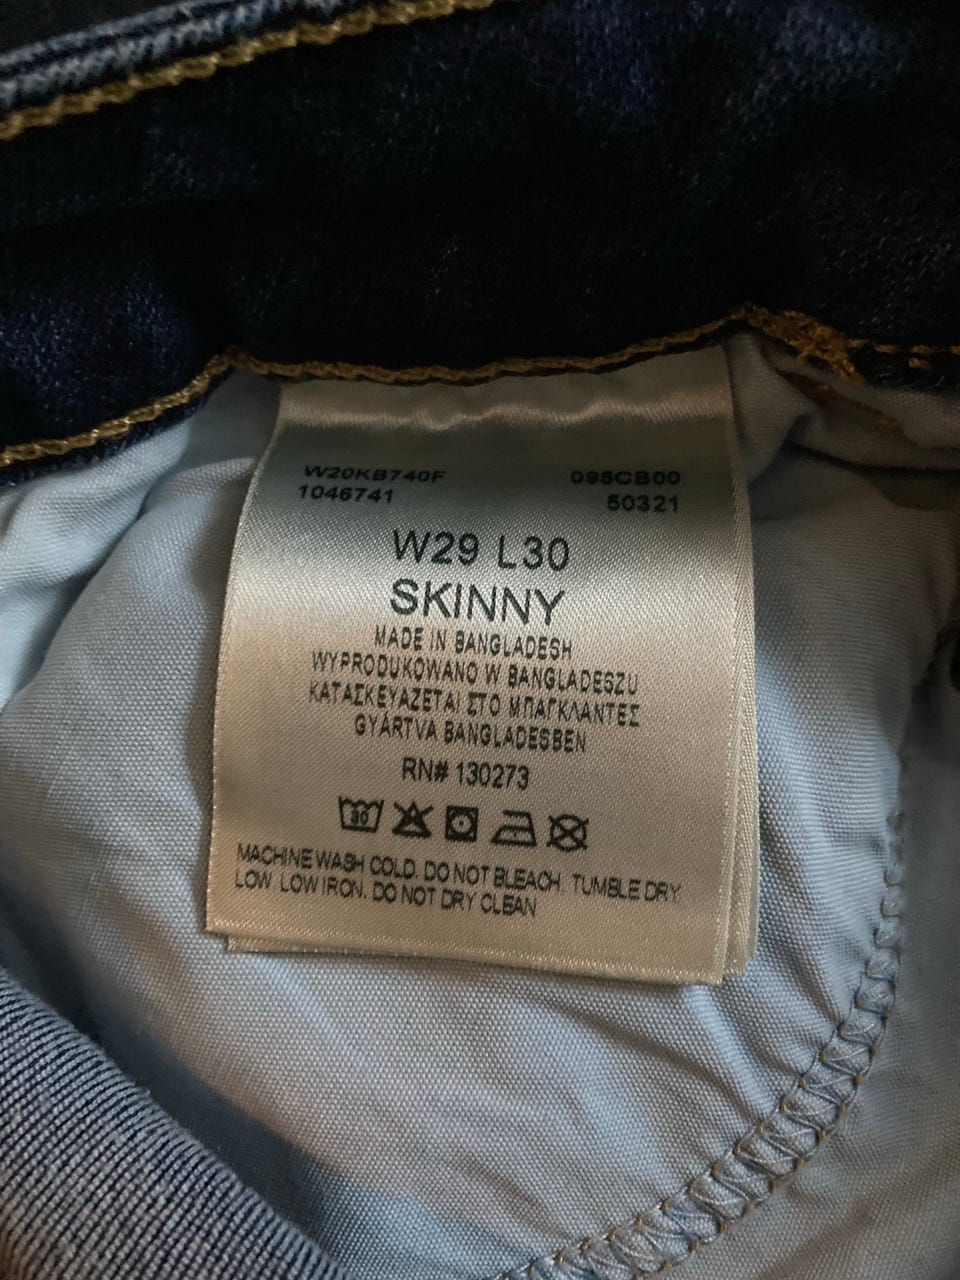 W20KB740F 095CB00
1046741 50321
W29 L30
SKINNY
MADE IN BANGLADESH
WYPRODUKOWANO W BANGLADESZU
ΚΑΤΑΣΚΕΥΑΖΕΤΑΙ ΣΤΟ ΜΠΑΓΚΛΑΝΤΕΣ
GYÁRTVA BANGLADESBEN
RN# 130273
30
MACHINE WASH COLD. DO NOT BLEACH. TUMBLE DRY
LOW. LOW IRON. DO NOT DRY CLEAN